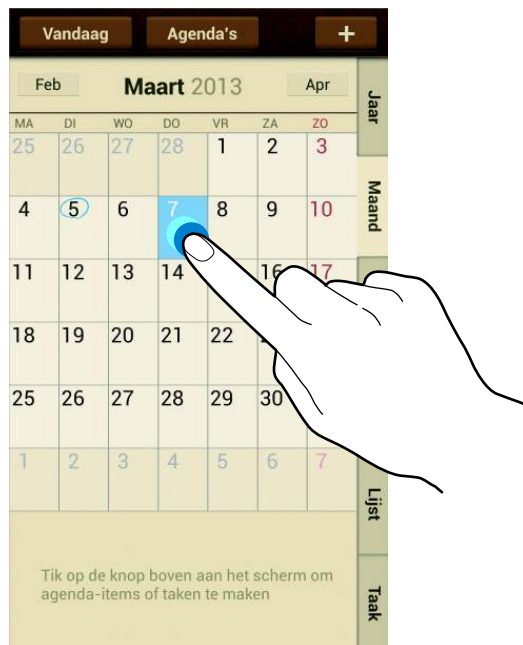 Vandaag Agenda's +
Feb Maart 2013 Apr
MA DI WO DO VR ZA ZO
25 26 27 28 1 2 3
4 5 6 7 8 9 10
11 12 13 14 16 17
18 19 20 21 22
25 26 27 28 29 30
1 2 3 4 5 6 7
Tik op de knop boven aan het scherm om
agenda-items of taken te maken
Jaar
Maand
Lijst
Taak